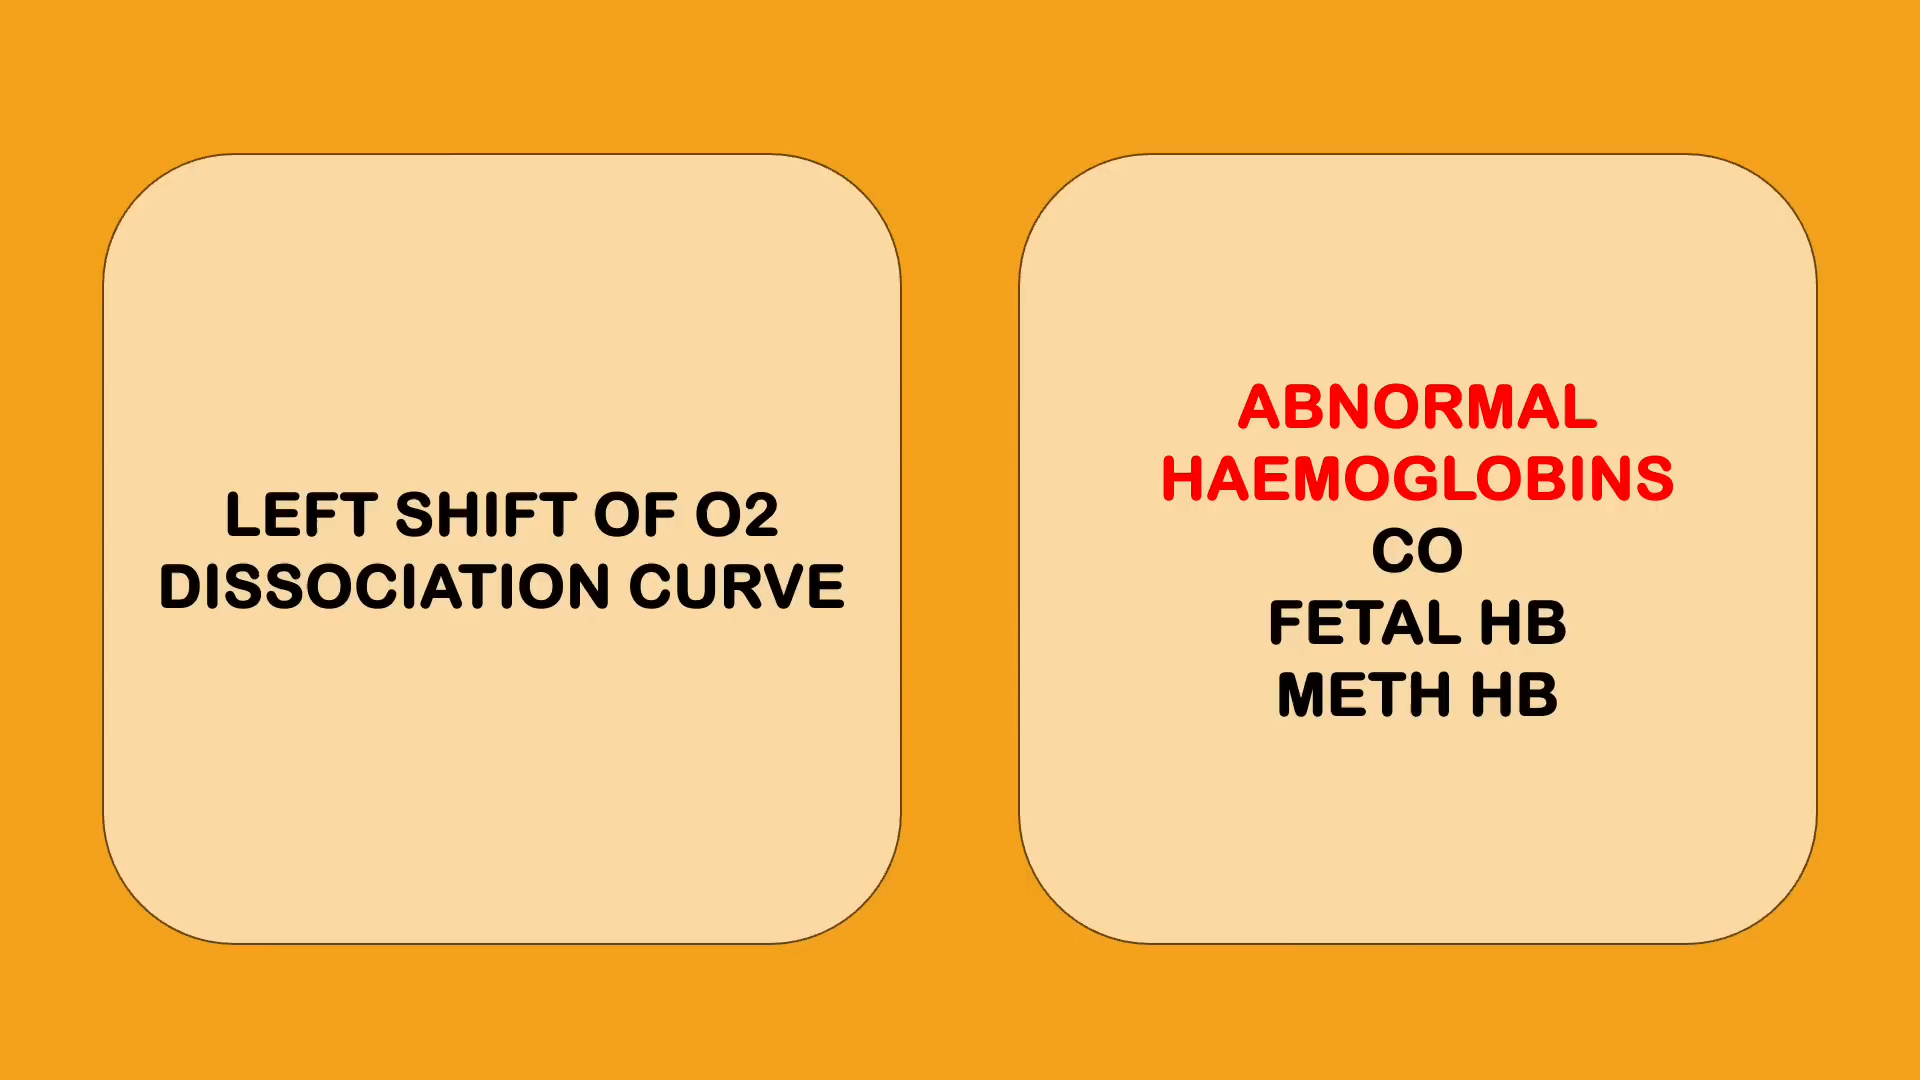 LEFT SHIFT OF O2
DISSOCIATION CURVE
ABNORMAL
HAEMOGLOBINS
CO
FETAL HB
METH HB